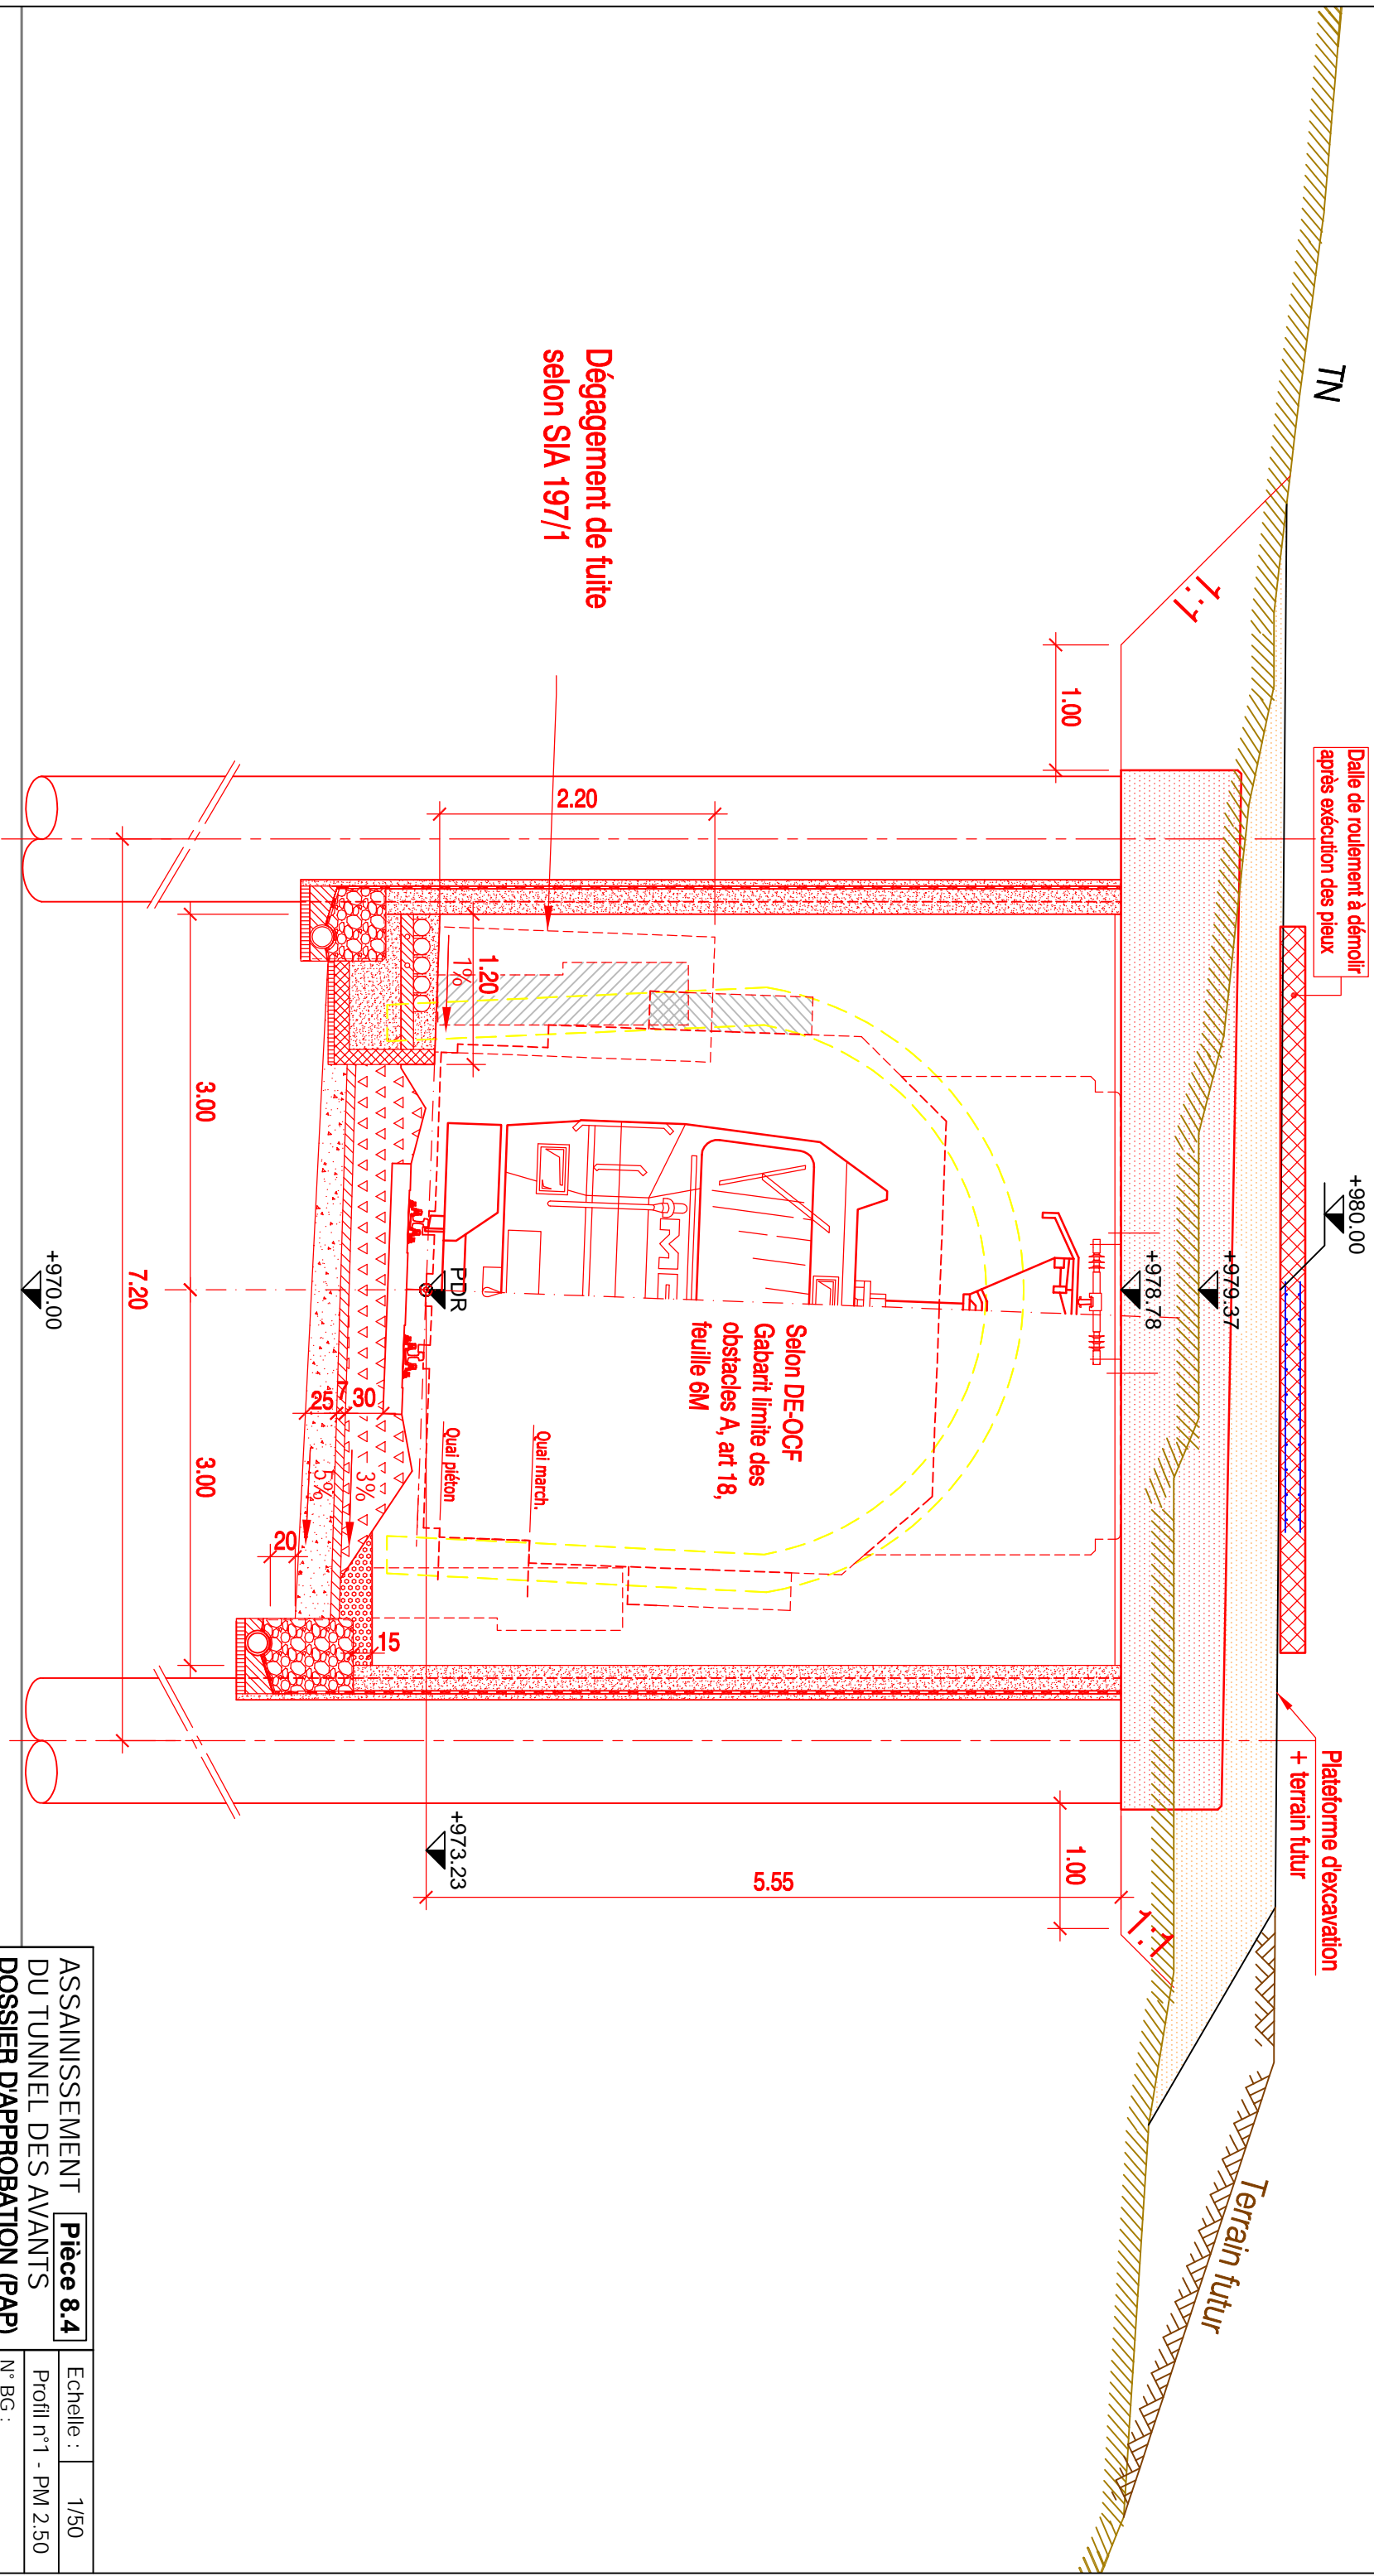 TN
1:1
1.00
Dalle de roulement à démolir
après exécution des pieux
+980.00
+979.37
+978.78
Plateforme d'excavation
+ terrain futur
Terrain futur
1:1
1.00
Dégagement de fuite
selon SIA 197/1
2.20
1.20
1%
Selon DE-OCF
Gabarit limite des
obstacles A, art 18,
feuille 6M
Quai march.
Quai piéton
PDR
5.55
+973.23
30
7
25
3%
5%
20
15
3.00
3.00
7.20
+970.00
ASSAINISSEMENT
Pièce 8.4
DU TUNNEL DES AVANTS
DOSSIER D'APPROBATION (PAP)
Echelle :
1/50
Profil n°1 - PM 2.50
N° BG :